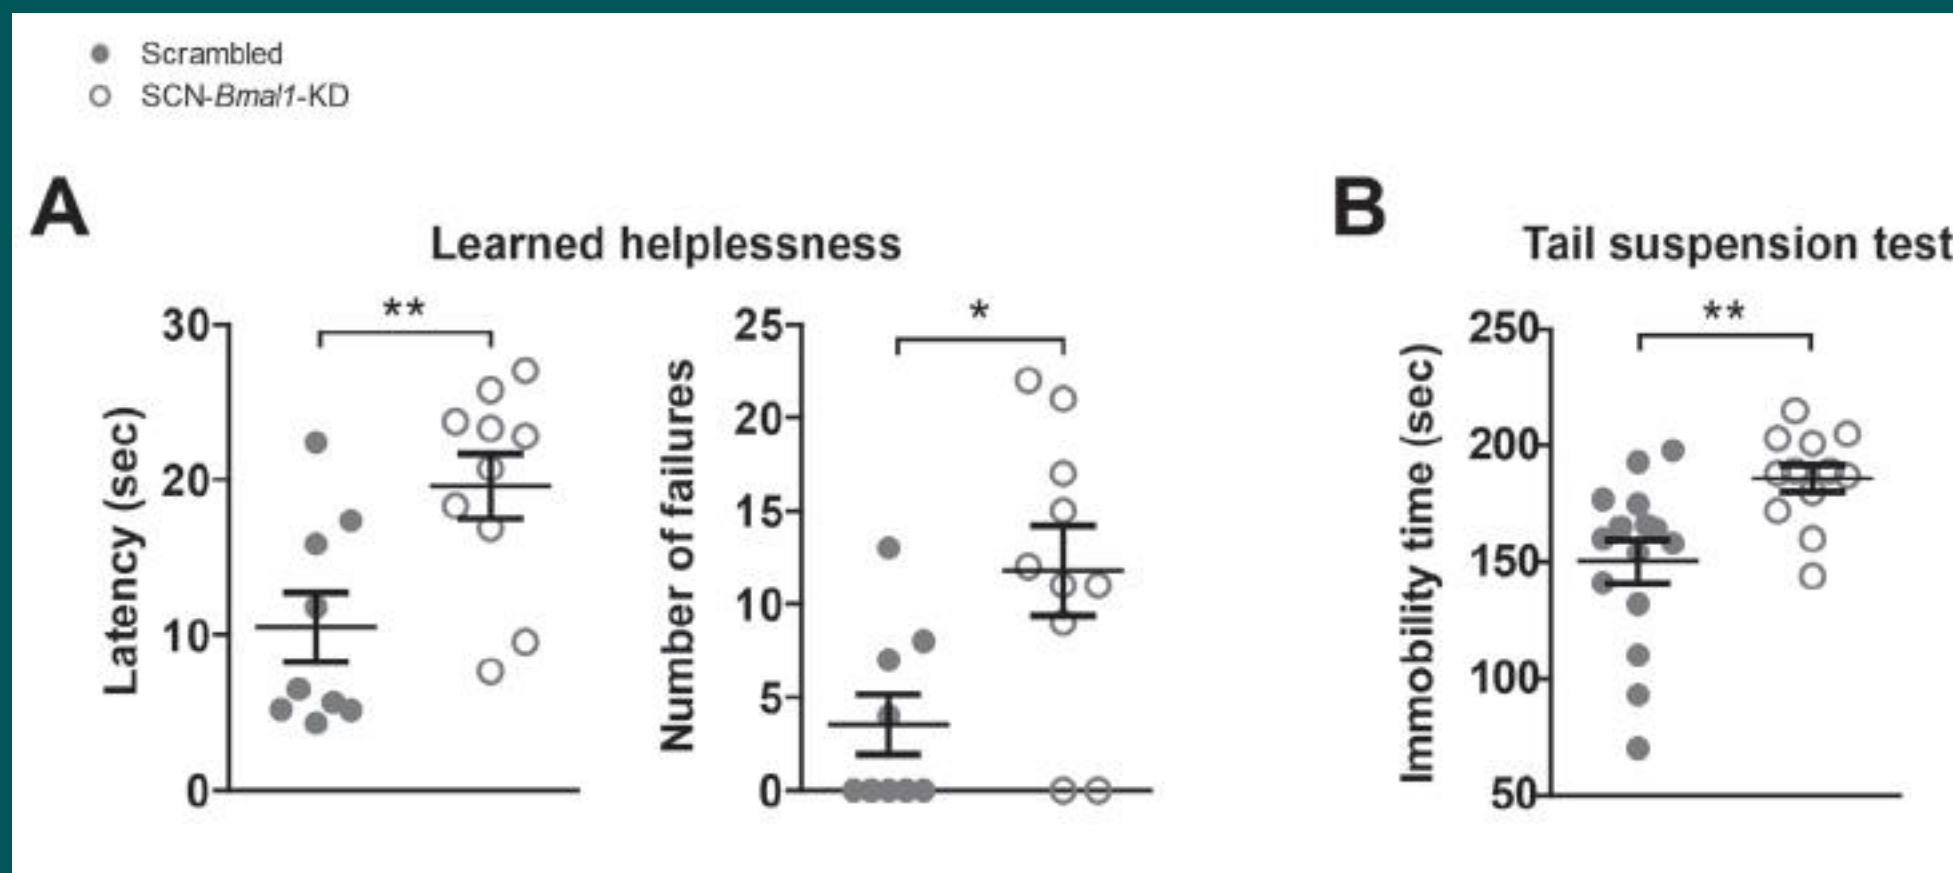 Scrambled
SCN-Bmal1-KD
A
Learned helplessness
**
30
20
10
0
Latency (sec)
*
25
20
15
10
5
0
Number of failures
B
Tail suspension test
**
250
200
150
100
50
Immobility time (sec)